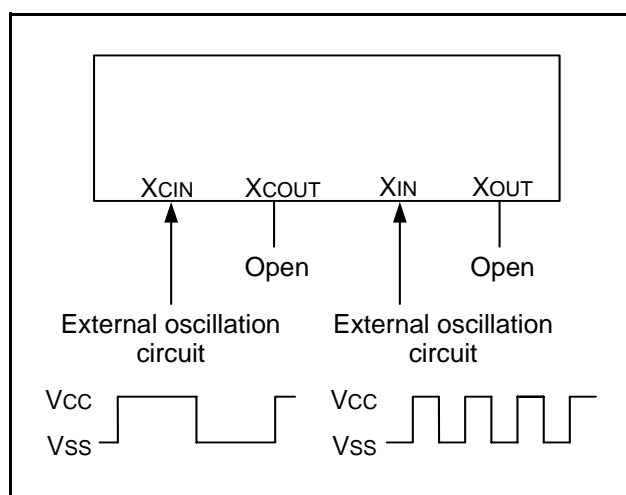 XCIN XCOUT XIN XOUT
Open Open
External oscillation External oscillation
circuit circuit
VCC VCC
VSS VSS